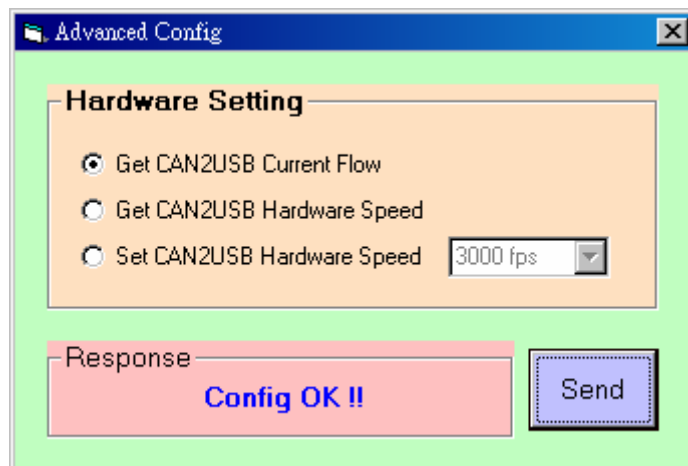 Advanced Config
Hardware Setting
Get CAN2USB Current Flow
Get CAN2USB Hardware Speed
Set CAN2USB Hardware Speed 3000 fps
Response
Config OK !!
Send